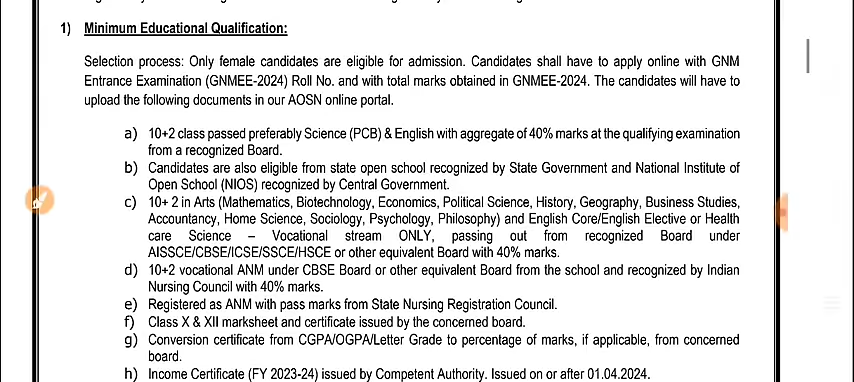 1) Minimum Educational Qualification:
Selection process: Only female candidates are eligible for admission. Candidates shall have to apply online with GNM
Entrance Examination (GNMEE-2024) Roll No. and with total marks obtained in GNMEE-2024. The candidates will have to
upload the following documents in our AOSN online portal.
a) 10+2 class passed preferably Science (PCB) & English with aggregate of 40% marks at the qualifying examination
from a recognized Board.
b) Candidates are also eligible from state open school recognized by State Government and National Institute of
Open School (NIOS) recognized by Central Government.
c) 10+ 2 in Arts (Mathematics, Biotechnology, Economics, Political Science, History, Geography, Business Studies,
Accountancy, Home Science, Sociology, Psychology, Philosophy) and English Core/English Elective or Health
care Science – Vocational stream ONLY, passing out from recognized Board under
AISSCE/CBSE/ICSE/SSCE/HSCE or other equivalent Board with 40% marks.
d) 10+2 vocational ANM under CBSE Board or other equivalent Board from the school and recognized by Indian
Nursing Council with 40% marks.
e) Registered as ANM with pass marks from State Nursing Registration Council.
f) Class X & XII marksheet and certificate issued by the concerned board.
g) Conversion certificate from CGPA/OGPA/Letter Grade to percentage of marks, if applicable, from concerned
board.
h) Income Certificate (FY 2023-24) issued by Competent Authority. Issued on or after 01.04.2024.